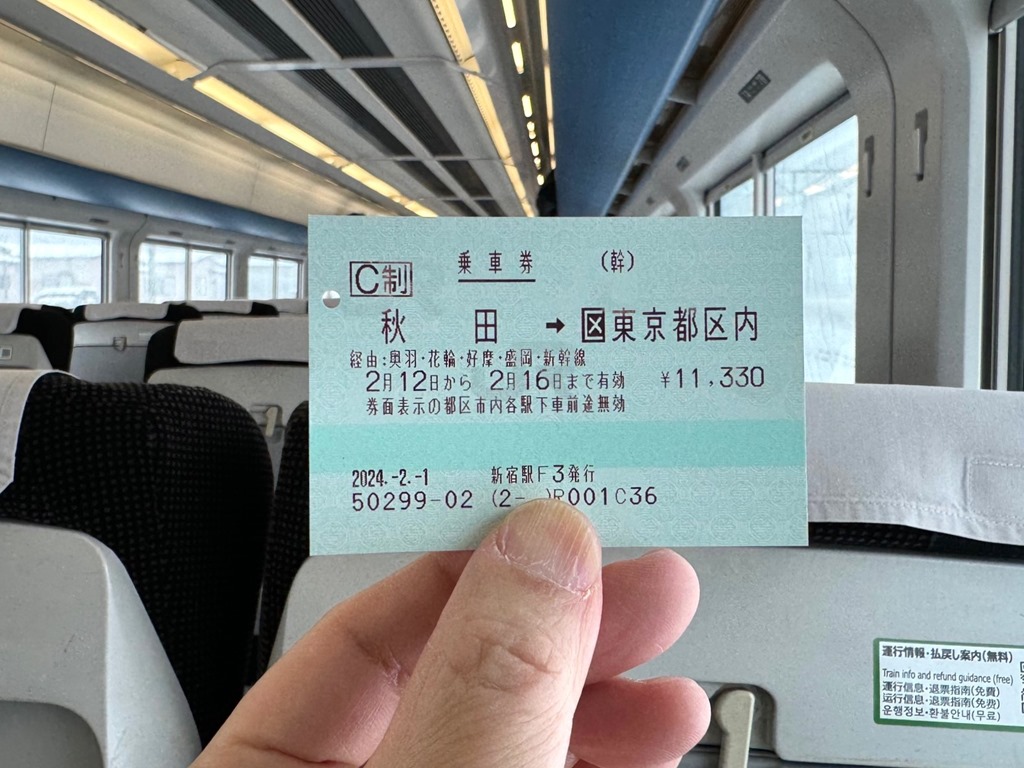 C制 乗車券 (幹)
秋田 → 区東京都区内
経由:奥羽・花輪・好摩・盛岡・新幹線
2月12日から 2月16日まで有効 ¥11,330
券面表示の都区市内各駅下車前途無効
2024.-2.-1 新宿駅F3発行
50299-02 (2- )R001C36
運行情報・払戻し案内(無料)
Train info and refund guidance (free)
運行信息・退票指南(免費)
运行信息・退票指南(免费)
운행정보・환불안내(무료)